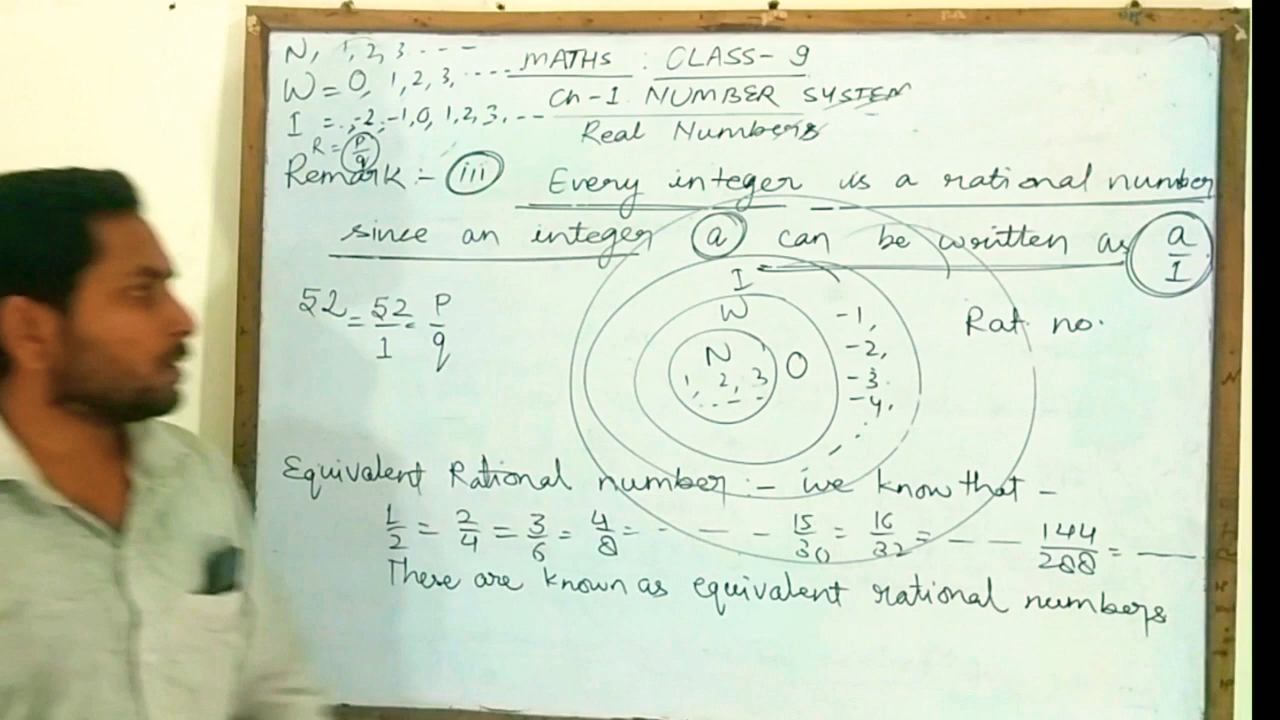 N, 1, 2, 3 - - - -
W = 0, 1, 2, 3, - - - -
I = . , -2, -1, 0, 1, 2, 3, - - -
R = p/q
MATHS : CLASS - 9
Ch-1 NUMBER SYSTEM
Real Numbers
Remark :- (iii) Every integer is a rational number
since an integer (a) can be written as a/1
52 = 52/1 = p/q
I
W
N
1, 2, 3
- - - -
0
-1,
-2,
-3
-4,
Rat. no.
Equivalent Rational number :- we know that -
1/2 = 2/4 = 3/6 = 4/8 = - - - - 15/30 = 16/32 = - - - 144/288 = ---
These are known as equivalent rational numbers